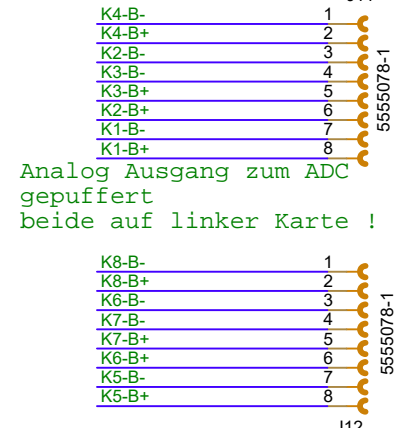 K4-B- 1
K4-B+ 2
K2-B- 3
K3-B- 4
K3-B+ 5
K2-B+ 6
K1-B- 7
K1-B+ 8
5555078-1
Analog Ausgang zum ADC
gepuffert
beide auf linker Karte !
K8-B- 1
K8-B+ 2
K6-B- 3
K7-B- 4
K7-B+ 5
K6-B+ 6
K5-B- 7
K5-B+ 8
5555078-1
J12